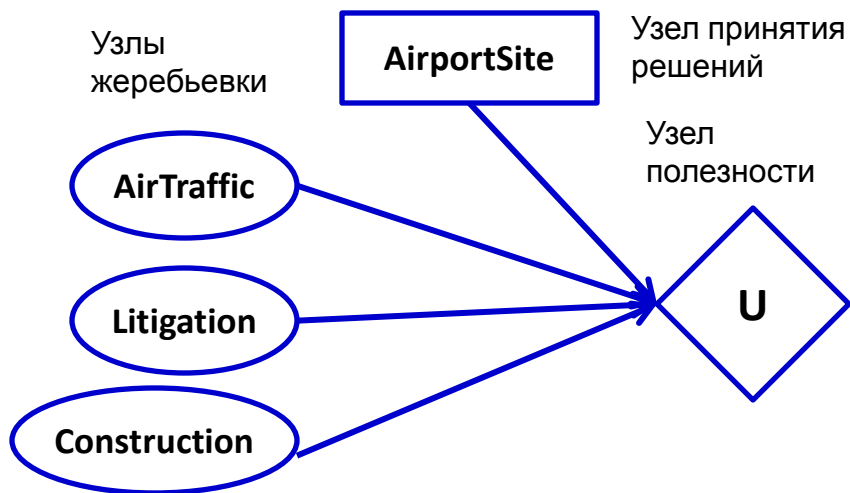 Узлы
жеребьевки
AirportSite
Узел принятия
решений
Узел
полезности
AirTraffic
Litigation
Construction
U